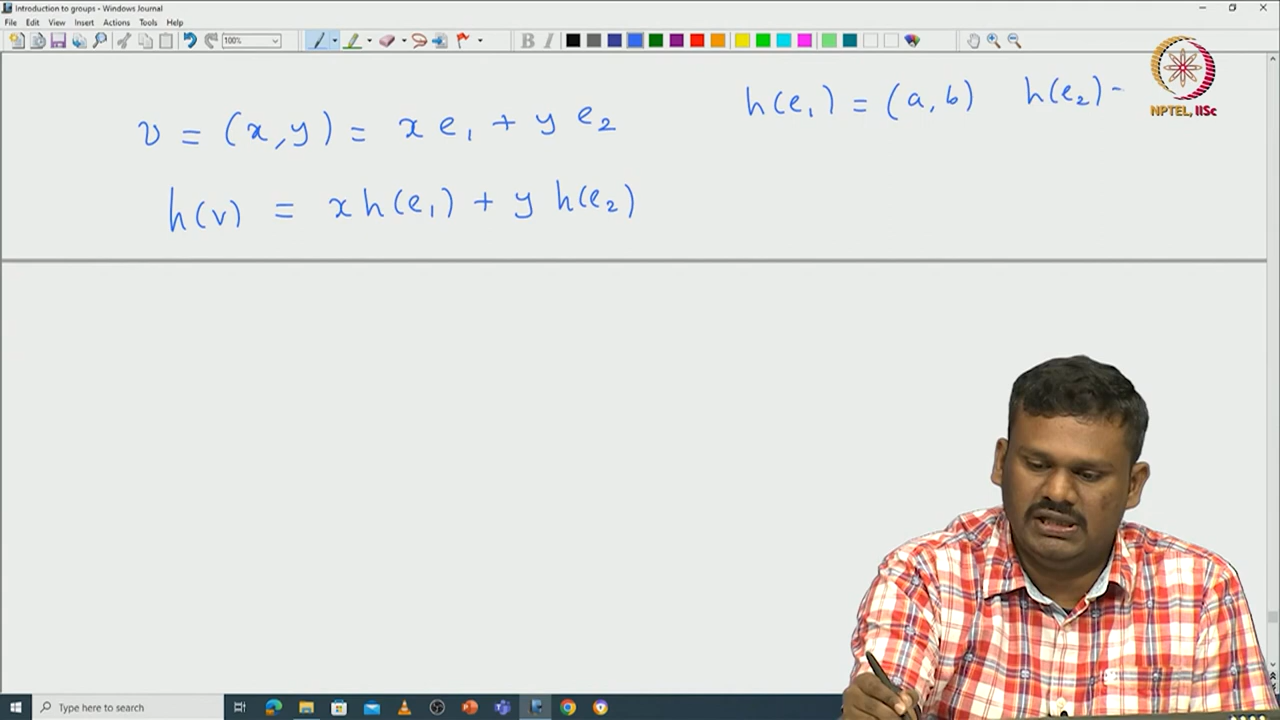 Introduction to groups - Windows Journal
File Edit View Insert Actions Tools Help
100%
B I
NPTEL, IISc
h(e₁) = (a, b) h(e₂) -
v = (x, y) = x e₁ + y e₂
h(v) = x h(e₁) + y h(e₂)
Type here to search